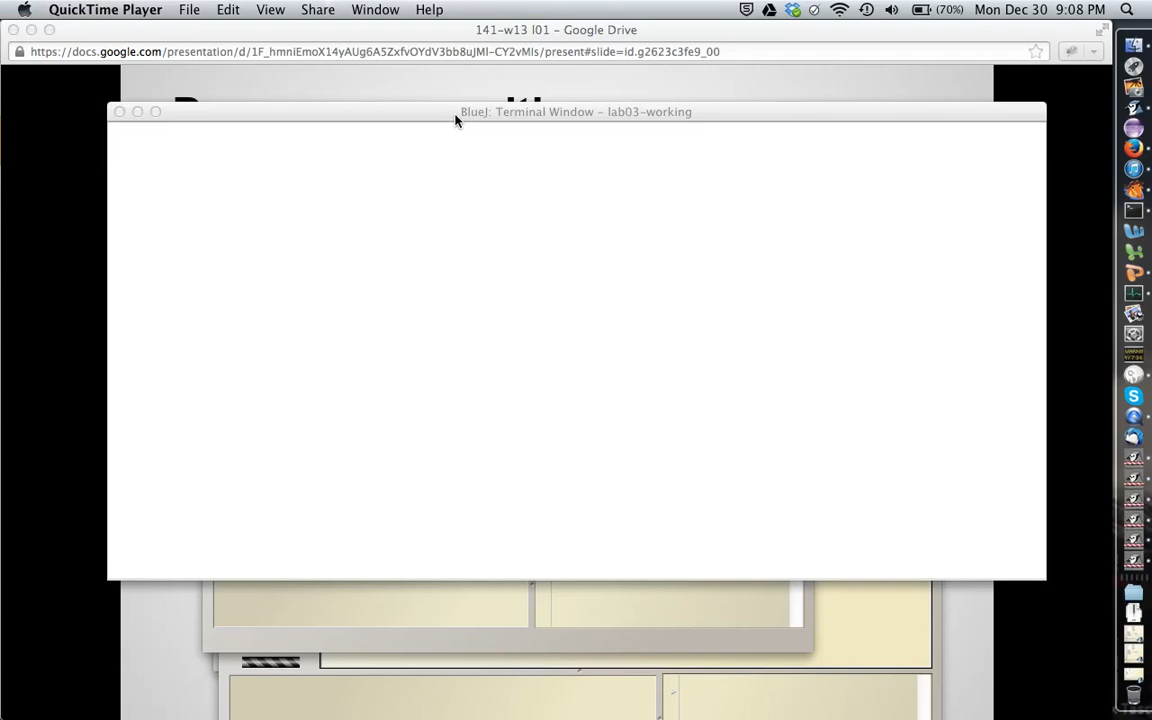 QuickTime Player File Edit View Share Window Help (70%) Mon Dec 30 9:08 PM
141-w13 l01 - Google Drive
https://docs.google.com/presentation/d/1F_hmniEmoX14yAUg6A5ZxfvOYdV3bb8uJMl-CY2vMls/present#slide=id.g2623c3fe9_00
BlueJ: Terminal Window - lab03-working